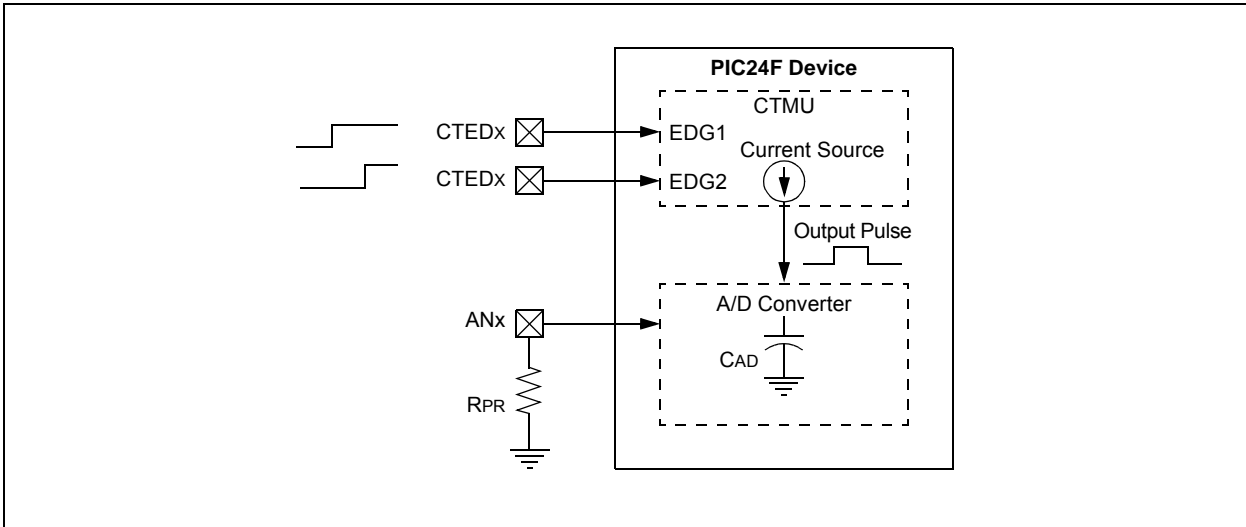 PIC24F Device
CTMU
CTEDx
EDG1
Current Source
CTEDx
EDG2
Output Pulse
A/D Converter
ANx
CAD
RPR